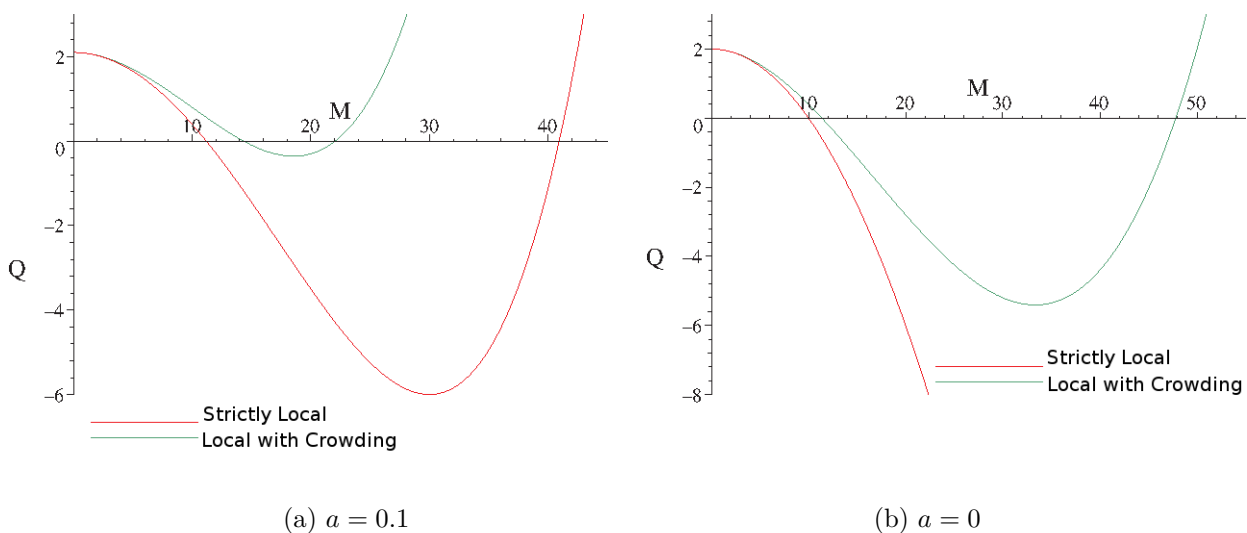 2
M
10
20
30
40
0
−2
Q
−4
−6
Strictly Local
Local with Crowding
(a) a = 0.1
2
M
10
20
30
40
50
0
−2
Q
−4
−6
−8
Strictly Local
Local with Crowding
(b) a = 0